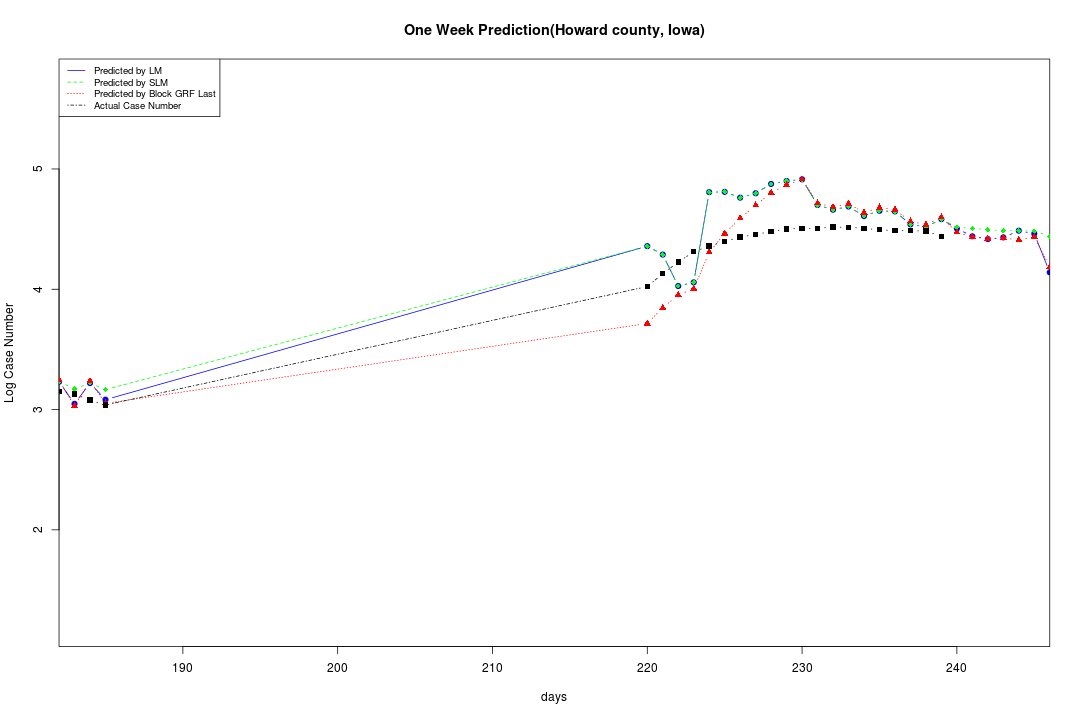 One Week Prediction(Howard county, Iowa)
Predicted by LM
Predicted by SLM
Predicted by Block GRF Last
Actual Case Number
5
4
3
2
Log Case Number
190 200 210 220 230 240
days